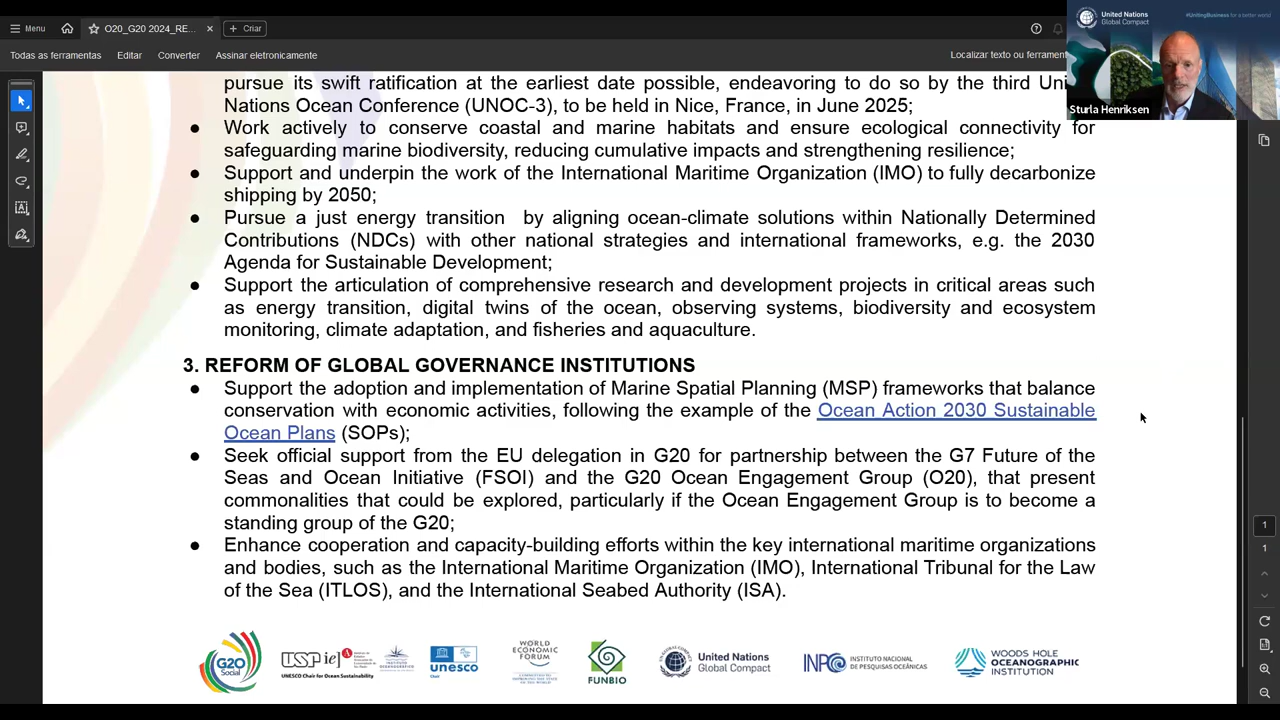 Menu
O20_G20 2024_RE...
Criar
United Nations
Global Compact
#UnitingBusiness for a better world
Todas as ferramentas
Editar
Converter
Assinar eletronicamente
Localizar texto ou ferrament
Sturla Henriksen
pursue its swift ratification at the earliest date possible, endeavoring to do so by the third Unit
Nations Ocean Conference (UNOC-3), to be held in Nice, France, in June 2025;
● Work actively to conserve coastal and marine habitats and ensure ecological connectivity for
safeguarding marine biodiversity, reducing cumulative impacts and strengthening resilience;
● Support and underpin the work of the International Maritime Organization (IMO) to fully decarbonize
shipping by 2050;
● Pursue a just energy transition by aligning ocean-climate solutions within Nationally Determined
Contributions (NDCs) with other national strategies and international frameworks, e.g. the 2030
Agenda for Sustainable Development;
● Support the articulation of comprehensive research and development projects in critical areas such
as energy transition, digital twins of the ocean, observing systems, biodiversity and ecosystem
monitoring, climate adaptation, and fisheries and aquaculture.
3. REFORM OF GLOBAL GOVERNANCE INSTITUTIONS
● Support the adoption and implementation of Marine Spatial Planning (MSP) frameworks that balance
conservation with economic activities, following the example of the Ocean Action 2030 Sustainable
Ocean Plans (SOPs);
● Seek official support from the EU delegation in G20 for partnership between the G7 Future of the
Seas and Ocean Initiative (FSOI) and the G20 Ocean Engagement Group (O20), that present
commonalities that could be explored, particularly if the Ocean Engagement Group is to become a
standing group of the G20;
● Enhance cooperation and capacity-building efforts within the key international maritime organizations
and bodies, such as the International Maritime Organization (IMO), International Tribunal for the Law
of the Sea (ITLOS), and the International Seabed Authority (ISA).
G20
Social
USP
UNESCO Chair for Ocean Sustainability
unesco
Chair
WORLD
ECONOMIC
FORUM
FUNBIO
United Nations
Global Compact
INPO
INSTITUTO NACIONAL
DE PESQUISAS OCEÂNICAS
WOODS HOLE
OCEANOGRAPHIC
INSTITUTION
1
1